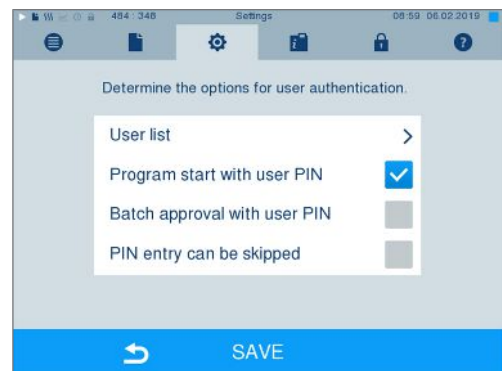 484 : 348 Settings 08:59 06.02.2019
Determine the options for user authentication.
User list
Program start with user PIN
Batch approval with user PIN
PIN entry can be skipped
SAVE